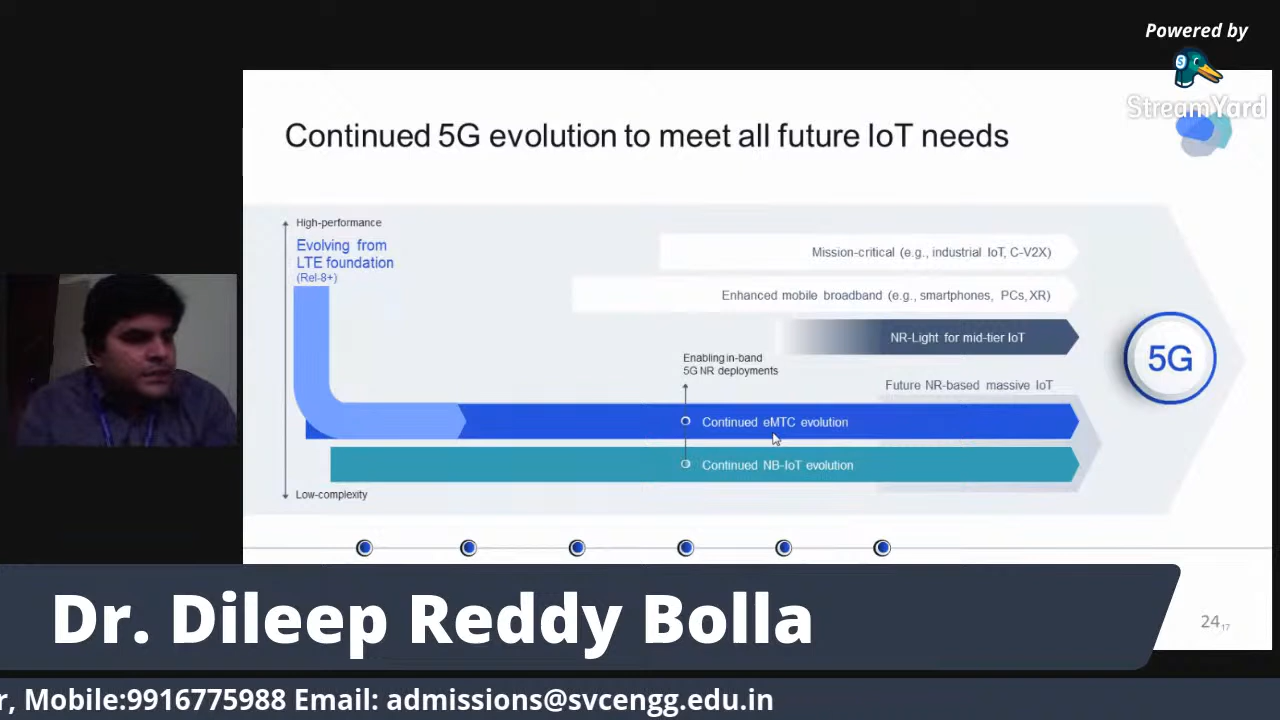 Powered by
StreamYard
Continued 5G evolution to meet all future IoT needs
High-performance
Evolving from
LTE foundation
(Rel-8+)
Mission-critical (e.g., industrial IoT, C-V2X)
Enhanced mobile broadband (e.g., smartphones, PCs, XR)
NR-Light for mid-tier IoT
Enabling in-band
5G NR deployments
Future NR-based massive IoT
5G
Continued eMTC evolution
Continued NB-IoT evolution
Low-complexity
Dr. Dileep Reddy Bolla
24
17
r, Mobile:9916775988 Email: admissions@svcengg.edu.in